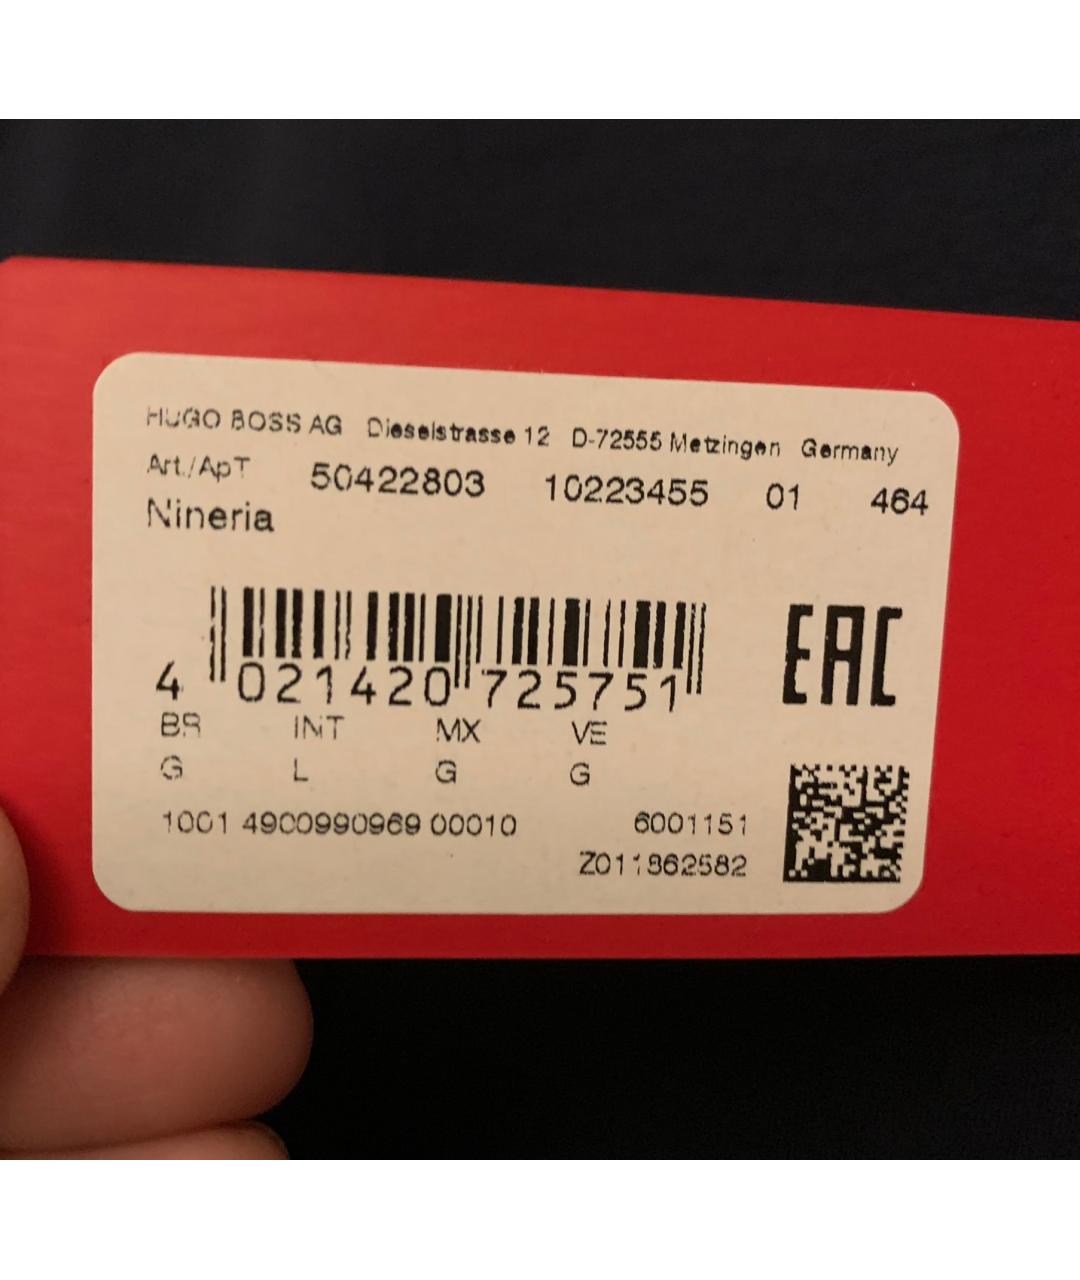 HUGO BOSS AG Dieselstrasse 12 D-72555 Metzingen Germany
Art./АрТ 50422803 10223455 01 464
Nineria
4 021420 725751
EAC
BR INT MX VE
G L G G
1001 4900990969 00010 6001151
Z011862582